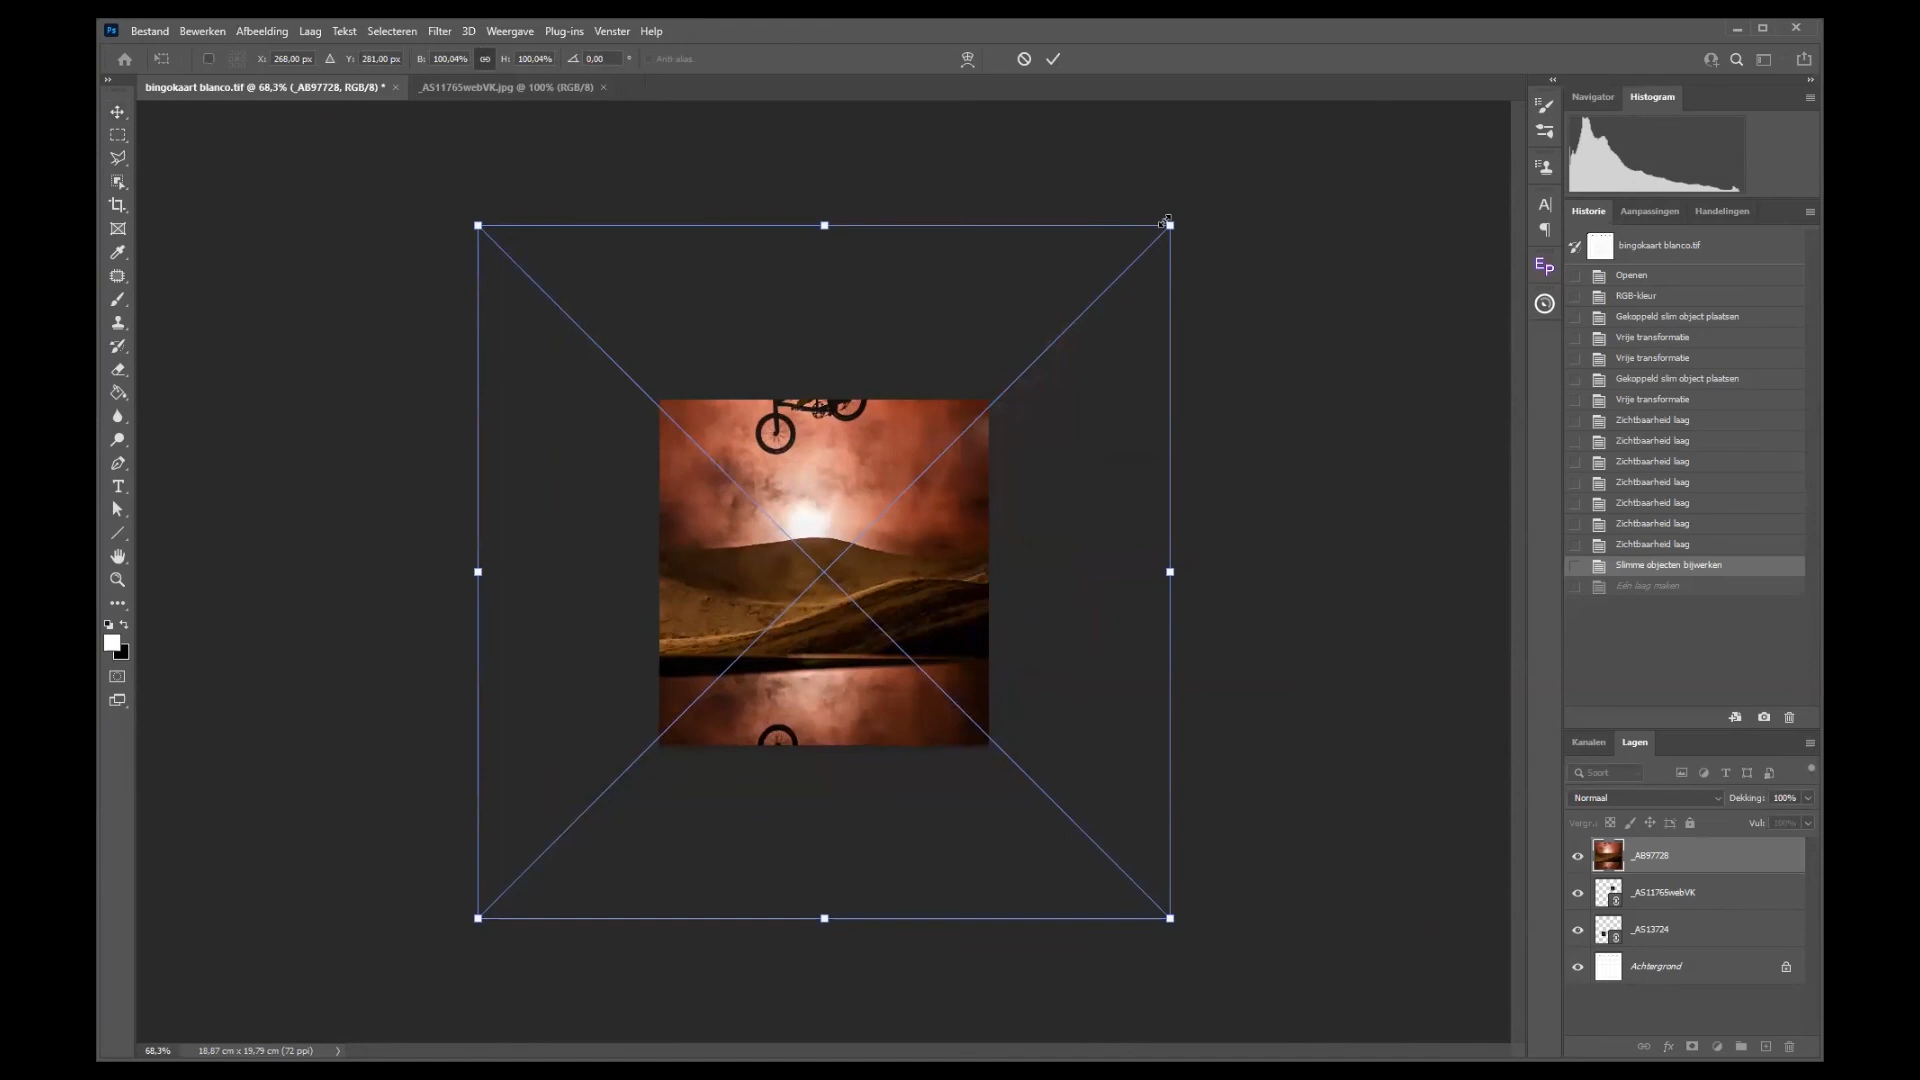 Ps Bestand Bewerken Afbeelding Laag Tekst Selecteren Filter 3D Weergave Plug-ins Venster Help
X: 268,00 px Y: 281,00 px B: 100,04% H: 100,04% 0,00 ° Anti-alias
bingokaart blanco.tif @ 68,3% (_AB97728, RGB/8) * × _AS11765webVK.jpg @ 100% (RGB/8) ×
Navigator Histogram
Historie Aanpassingen Handelingen
bingokaart blanco.tif
Openen
RGB-kleur
Gekoppeld slim object plaatsen
Vrije transformatie
Vrije transformatie
Gekoppeld slim object plaatsen
Vrije transformatie
Zichtbaarheid laag
Zichtbaarheid laag
Zichtbaarheid laag
Zichtbaarheid laag
Zichtbaarheid laag
Zichtbaarheid laag
Zichtbaarheid laag
Slimme objecten bijwerken
Eén laag maken
Kanalen Lagen
Soort
Normaal Dekking: 100%
Vergr.: Vul: 100%
_AB97728
_AS11765webVK
_AS13724
Achtergrond
68,3% 18,87 cm x 19,79 cm (72 ppi)